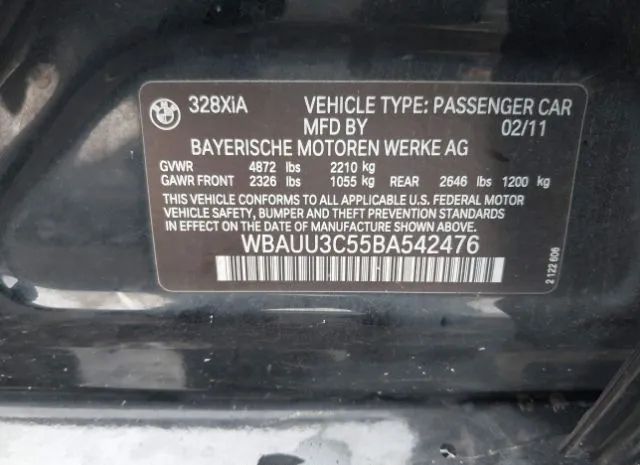 BMW
328XiA VEHICLE TYPE: PASSENGER CAR
MFD BY 02/11
BAYERISCHE MOTOREN WERKE AG
GVWR 4872 lbs 2210 kg
GAWR FRONT 2326 lbs 1055 kg REAR 2646 lbs 1200 kg
THIS VEHICLE CONFORMS TO ALL APPLICABLE U.S. FEDERAL MOTOR
VEHICLE SAFETY, BUMPER AND THEFT PREVENTION STANDARDS
IN EFFECT ON THE DATE OF MANUFACTURE SHOWN ABOVE.
WBAUU3C55BA542476
2 122 606